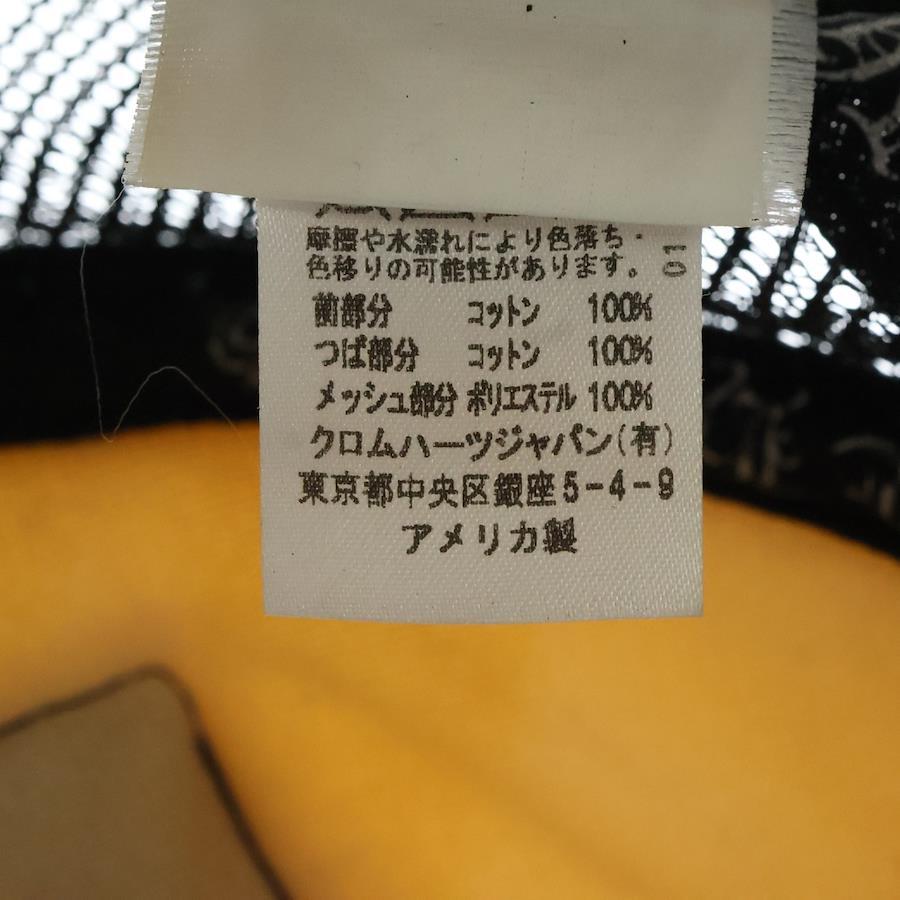 摩擦や水濡れにより色落ち・
色移りの可能性があります。
01
前部分 コットン 100%
つば部分 コットン 100%
メッシュ部分 ポリエステル 100%
クロムハーツジャパン(有)
東京都中央区銀座5-4-9
アメリカ製